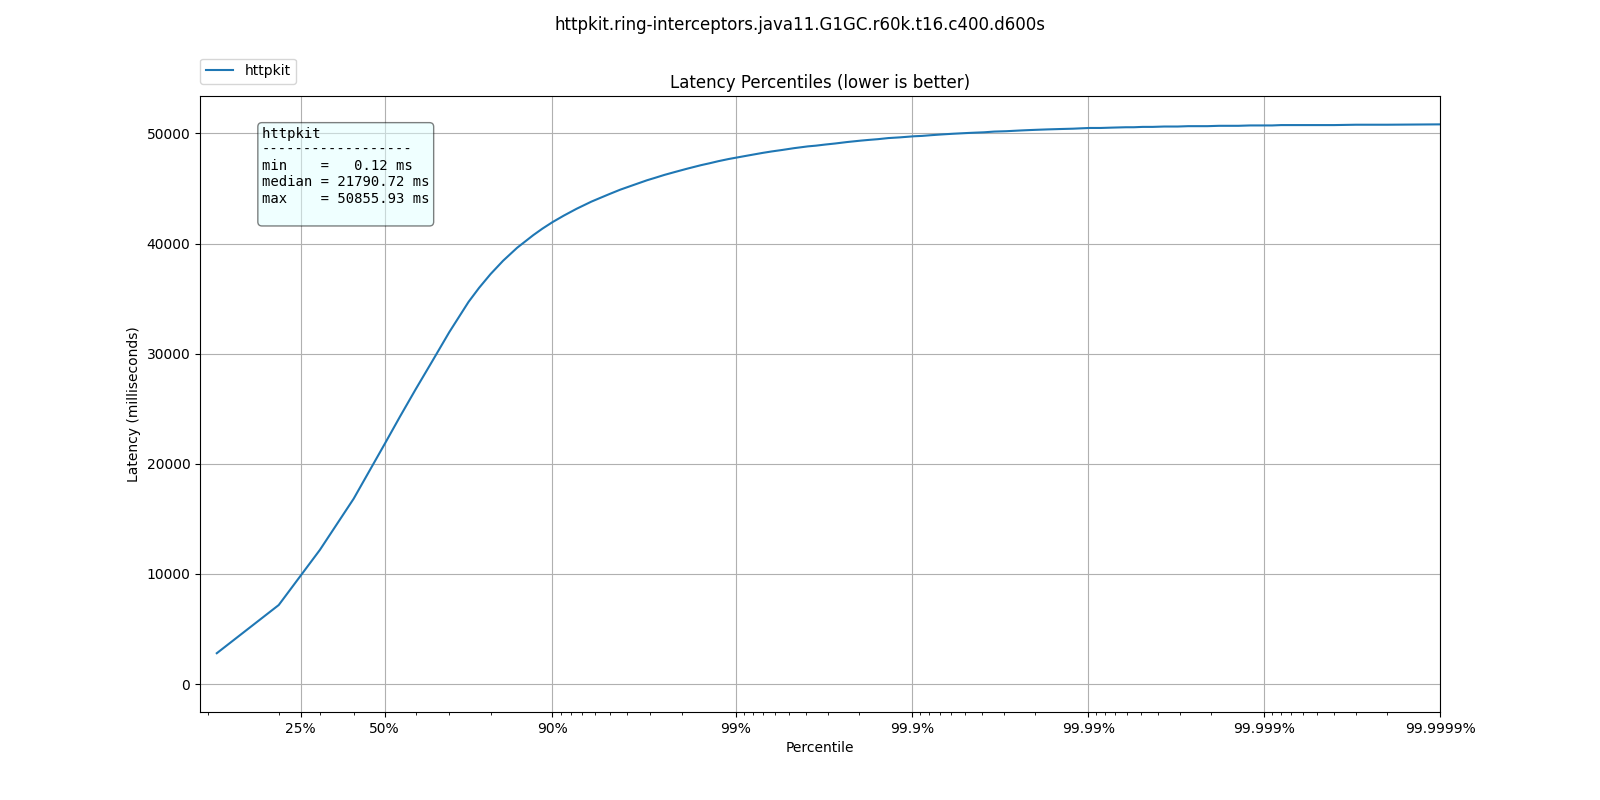 httpkit.ring-interceptors.java11.G1GC.r60k.t16.c400.d600s
httpkit
Latency Percentiles (lower is better)
httpkit
------------------
min    =   0.12 ms
median = 21790.72 ms
max    = 50855.93 ms
50000
40000
30000
20000
10000
0
Latency (milliseconds)
25% 50% 90% 99% 99.9% 99.99% 99.999% 99.9999%
Percentile